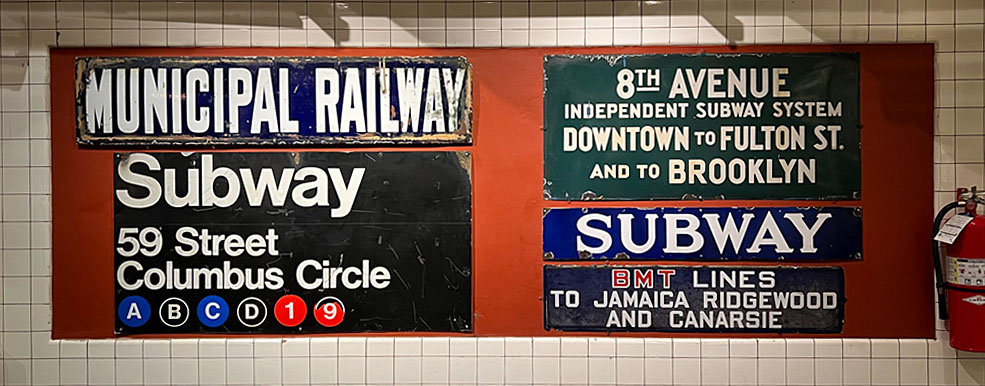 MUNICIPAL RAILWAY
Subway
59 Street
Columbus Circle
A B C D 1 9
8TH AVENUE
INDEPENDENT SUBWAY SYSTEM
DOWNTOWN TO FULTON ST.
AND TO BROOKLYN
SUBWAY
BMT LINES
TO JAMAICA RIDGEWOOD
AND CANARSIE